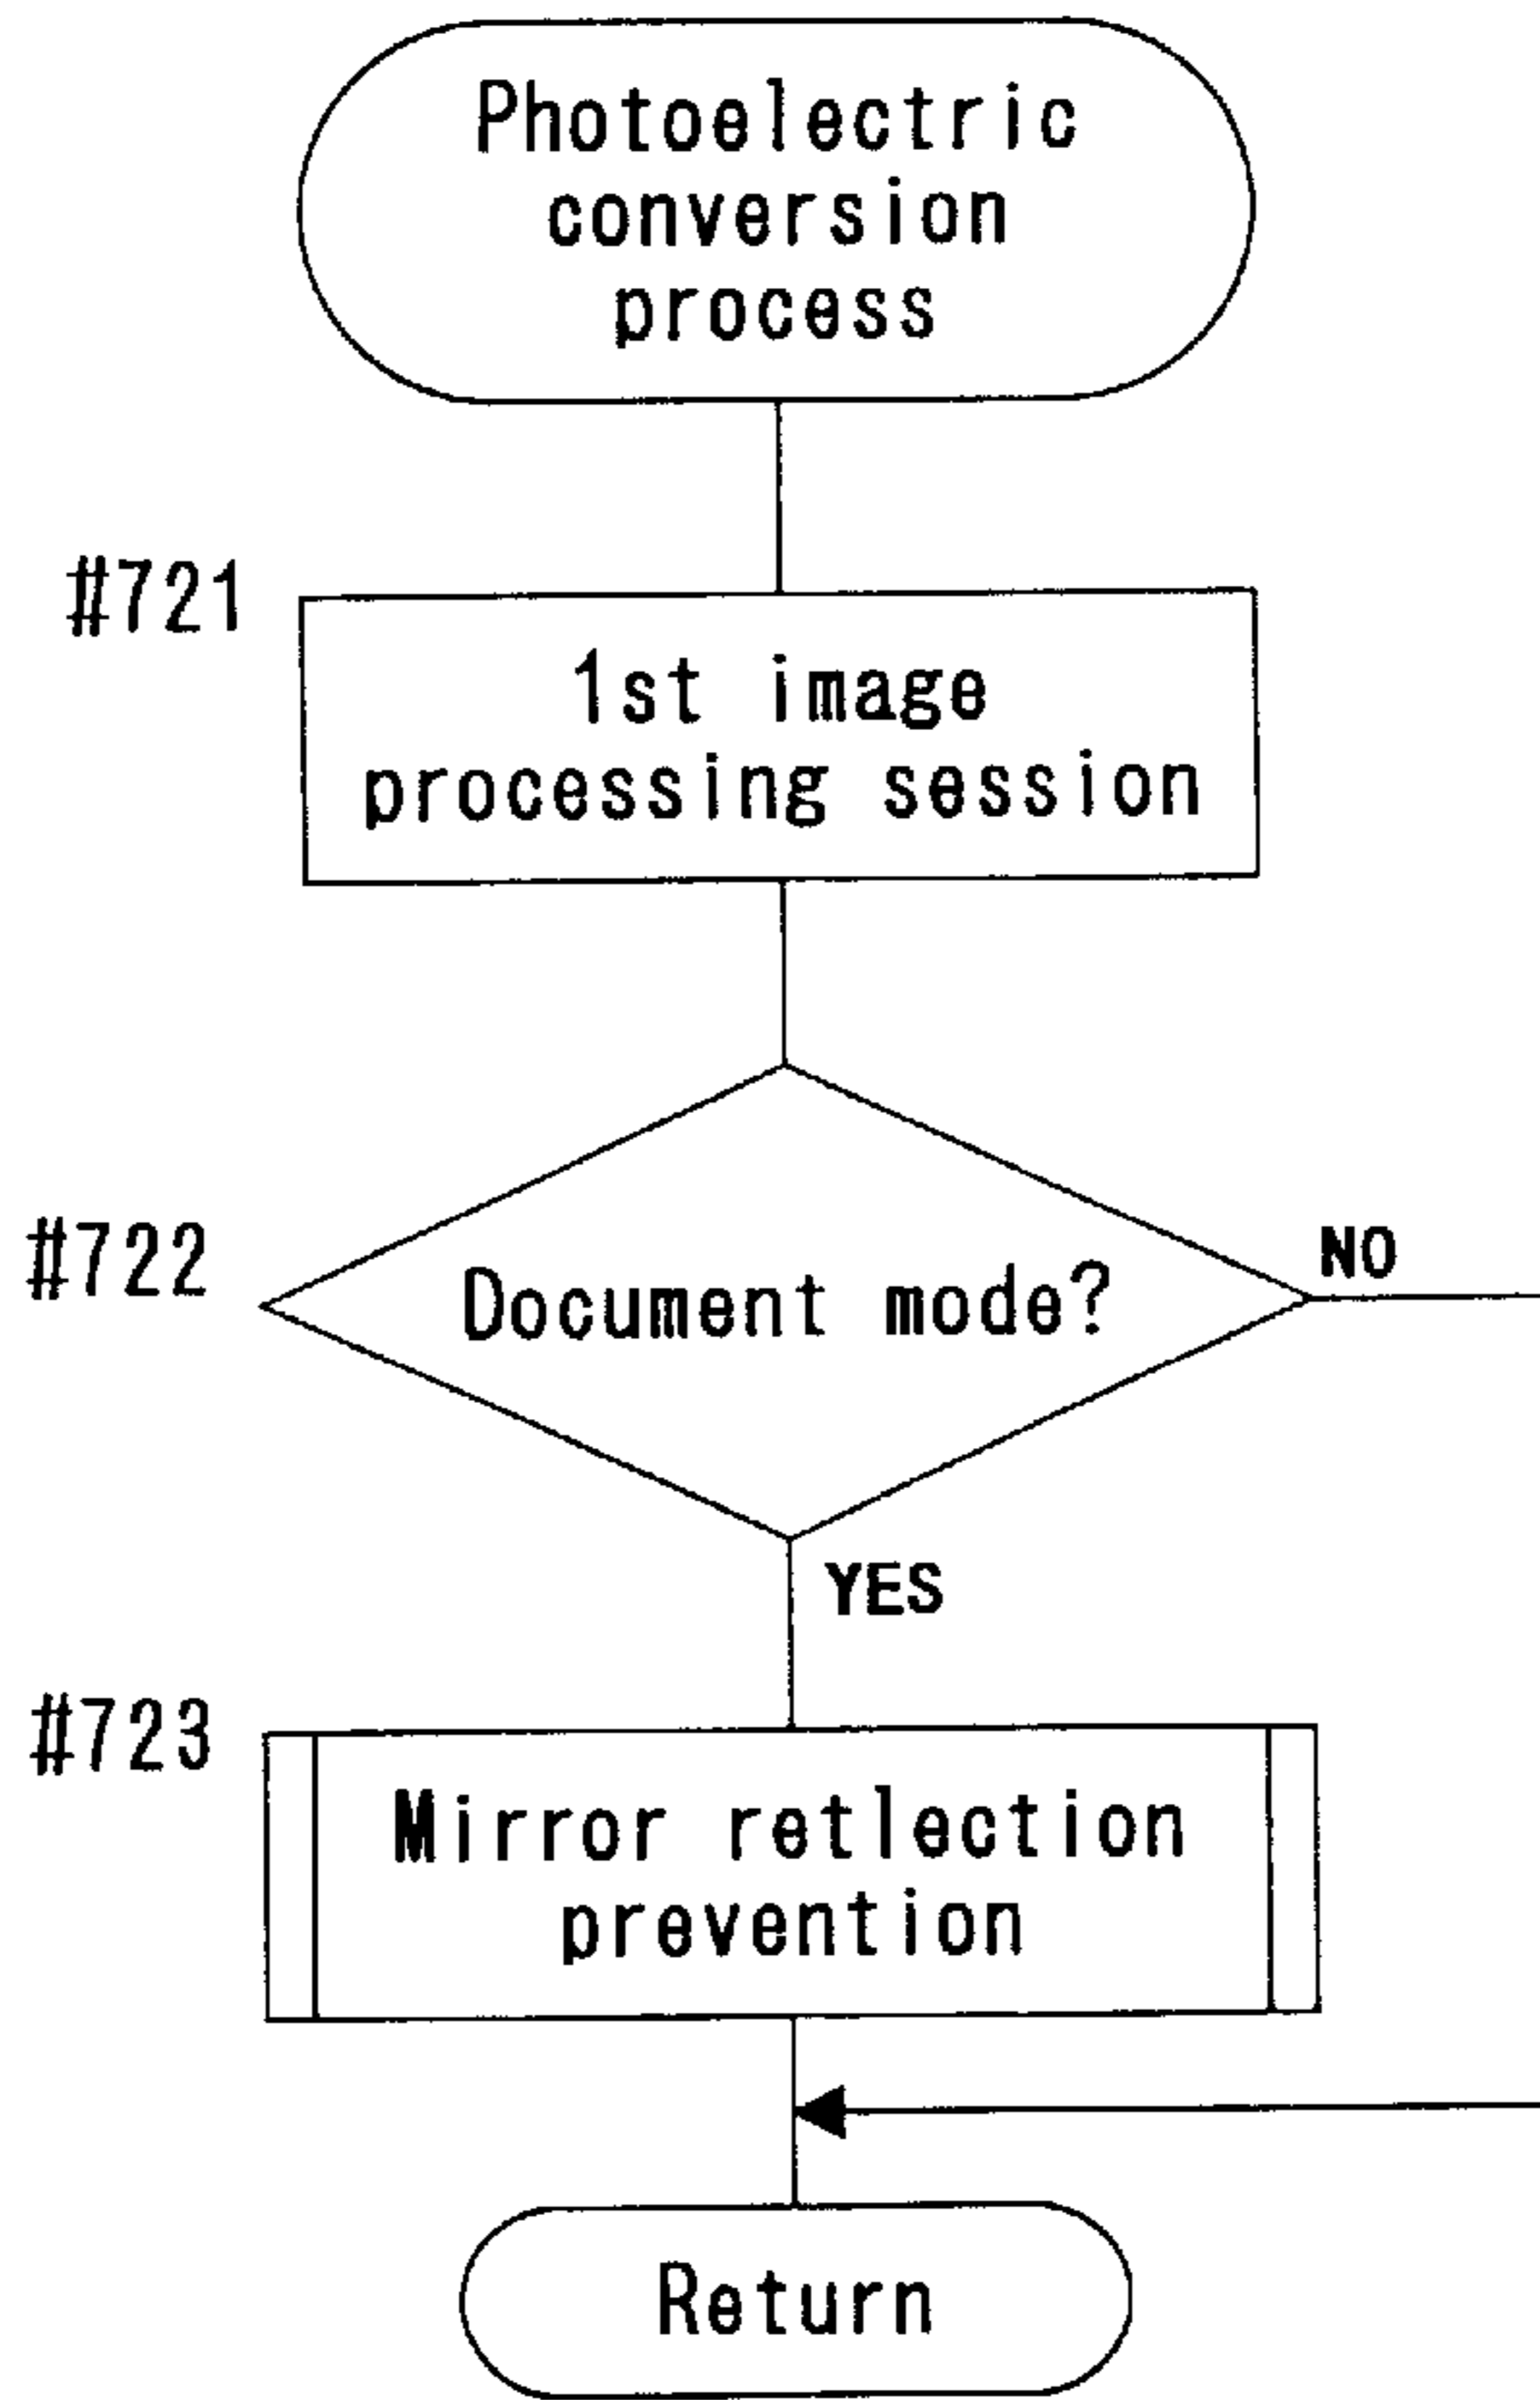 Photoelectric
conversion
process
#721
1st image
processing session
#722
Document mode?
NO
YES
#723
Mirror retlection
prevention
Return